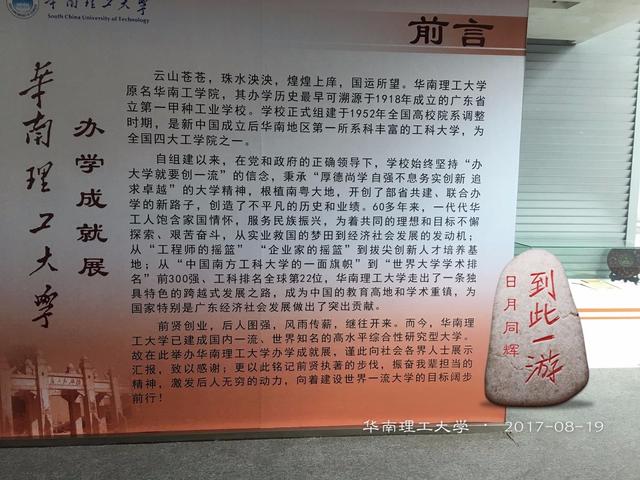 华南理工大学
South China University of Technology
前言
华南理工大学
办学成就展
云山苍苍，珠水泱泱，煌煌上庠，国运所望。华南理工大学
原名华南工学院，其办学历史最早可溯源于1918年成立的广东省
立第一甲种工业学校。学校正式组建于1952年全国高校院系调整
时期，是新中国成立后华南地区第一所系科丰富的工科大学，为
全国四大工学院之一。
自组建以来，在党和政府的正确领导下，学校始终坚持“办
大学就要创一流”的信念，秉承“厚德尚学 自强不息 务实创新 追
求卓越”的大学精神，根植南粤大地，开创了部省共建、联合办
学的新路子，创造了不平凡的历史和业绩。60多年来，一代代华
工人饱含家国情怀，服务民族振兴，为着共同的理想和目标不懈
探索、艰苦奋斗，从实业救国的梦田到经济社会发展的发动机；
从“工程师的摇篮” “企业家的摇篮”到拔尖创新人才培养基
地；从“中国南方工科大学的一面旗帜”到“世界大学学术排
名”前300强、工科排名全球第22位，华南理工大学走出了一条独
具特色的跨越式发展之路，成为中国的教育高地和学术重镇，为
国家特别是广东经济社会发展做出了突出贡献。
前贤创业，后人图强，风雨传薪，继往开来。而今，华南理
工大学已建成国内一流、世界知名的高水平综合性研究型大学。
故在此举办华南理工大学办学成就展，谨此向社会各界人士展示
汇报，致以感谢；更以此铭记前贤执著的步伐，振奋我辈担当的
精神，激发后人无穷的动力，向着建设世界一流大学的目标阔步
前行！
到此一游
日月同辉
华南理工大学 · 2017-08-19